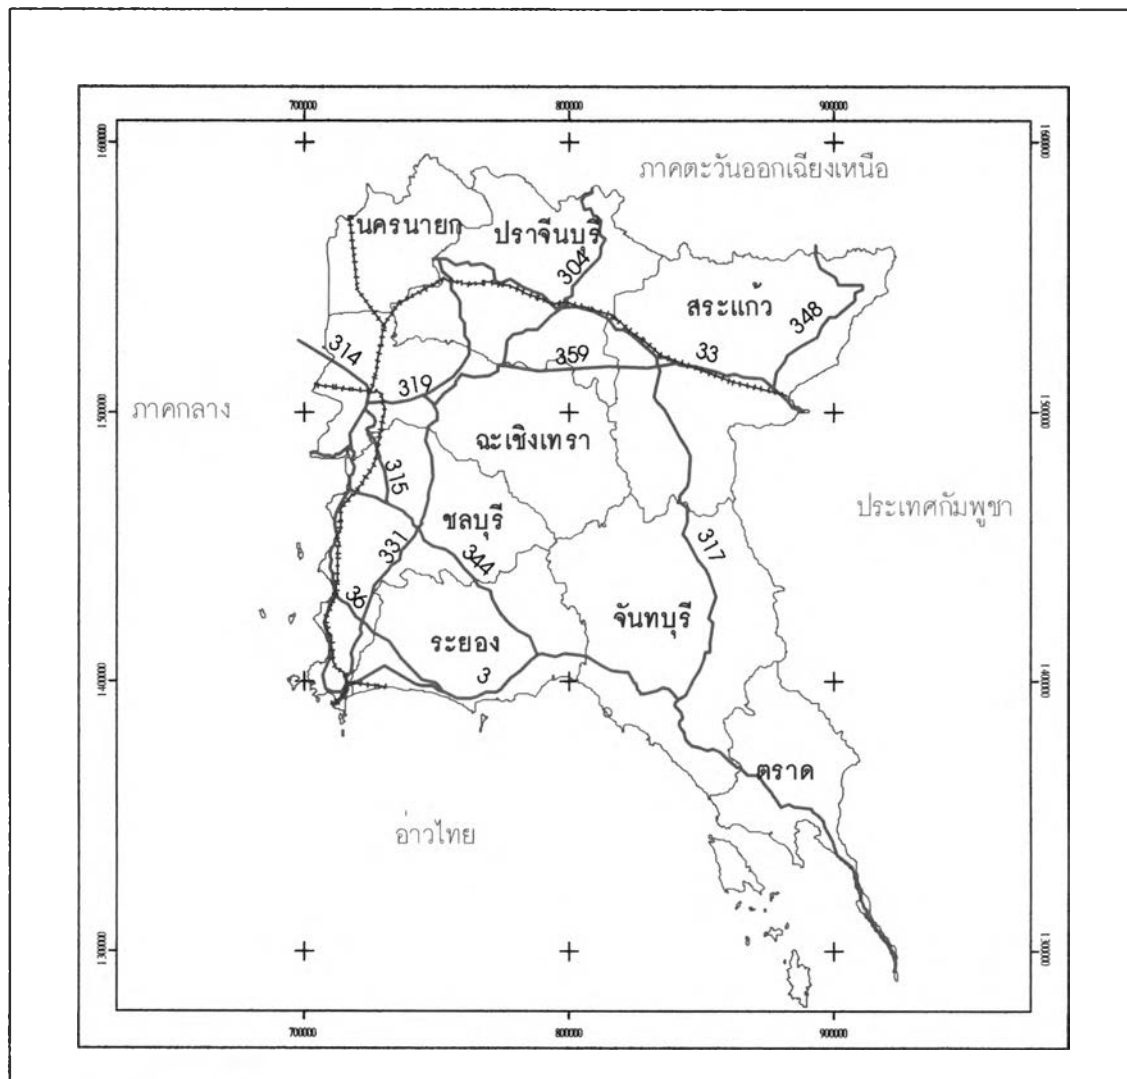 700000 800000 900000
1600000 1600000
ภาคตะวันออกเฉียงเหนือ
นครนายก
ปราจีนบุรี
304
สระแก้ว
348
314
359
33
319
ภาคกลาง
1500000 1500000
ฉะเชิงเทรา
315
ชลบุรี
ประเทศกัมพูชา
331
344
317
36
จันทบุรี
ระยอง
3
1400000 1400000
ตราด
อ่าวไทย
1300000 1300000
700000 800000 900000